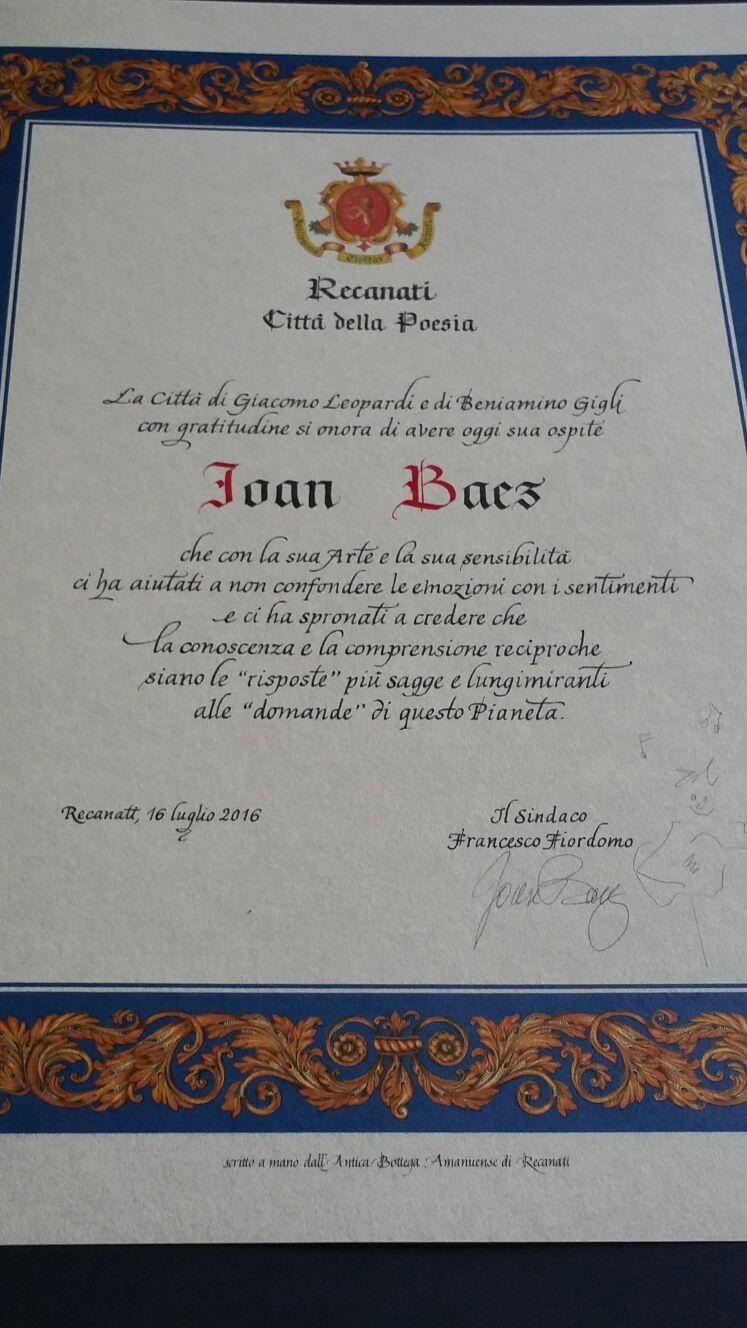 Civitas
Recanati
Città della Poesia
La Città di Giacomo Leopardi e di Beniamino Gigli
con gratitudine si onora di avere oggi sua ospite
Joan Baez
che con la sua Arte e la sua sensibilità
ci ha aiutati a non confondere le emozioni con i sentimenti
e ci ha spronati a credere che
la conoscenza e la comprensione reciproche
siano le “risposte” più sagge e lungimiranti
alle “domande” di questo Pianeta.
Recanati, 16 luglio 2016
Il Sindaco
Francesco Fiordomo
Joan Baez
scritto a mano dall'Antica Bottega Amanuense di Recanati